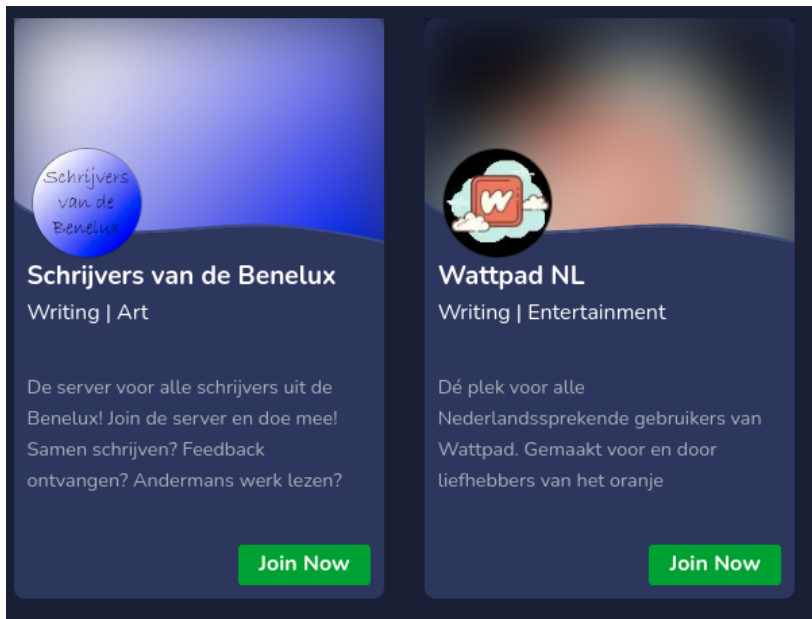 Schrijvers
van de
Benelux
Schrijvers van de Benelux
Writing | Art
De server voor alle schrijvers uit de
Benelux! Join de server en doe mee!
Samen schrijven? Feedback
ontvangen? Andermans werk lezen?
Join Now
W
Wattpad NL
Writing | Entertainment
Dé plek voor alle
Nederlandssprekende gebruikers van
Wattpad. Gemaakt voor en door
liefhebbers van het oranje
Join Now